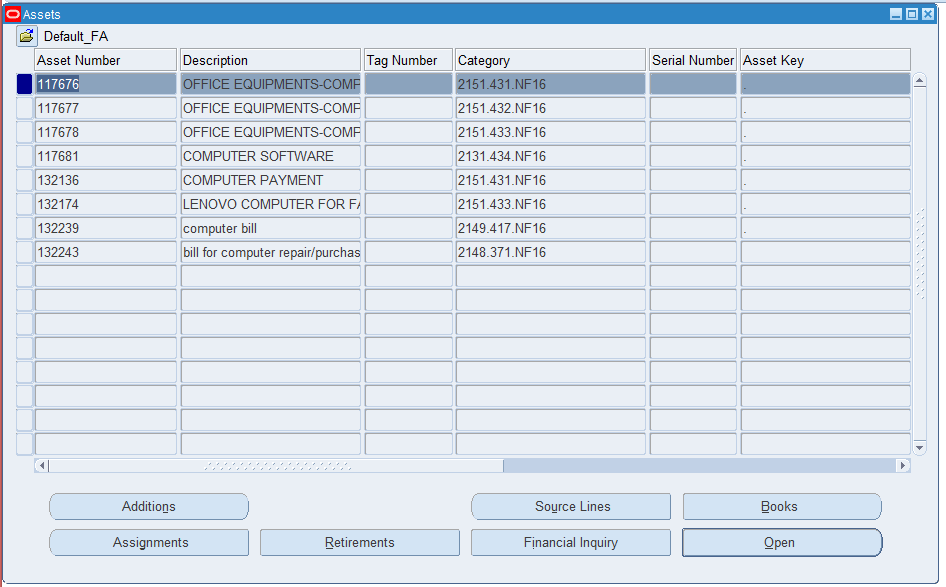 Assets
Default_FA
Asset Number Description Tag Number Category Serial Number Asset Key
117676 OFFICE EQUIPMENTS-COMP 2151.431.NF16 .
117677 OFFICE EQUIPMENTS-COMP 2151.432.NF16 .
117678 OFFICE EQUIPMENTS-COMP 2151.433.NF16 .
117681 COMPUTER SOFTWARE 2131.434.NF16 .
132136 COMPUTER PAYMENT 2151.431.NF16 .
132174 LENOVO COMPUTER FOR FA 2151.433.NF16 .
132239 computer bill 2149.417.NF16 .
132243 bill for computer repair/purchas 2148.371.NF16
Additions Source Lines Books
Assignments Retirements Financial Inquiry Open